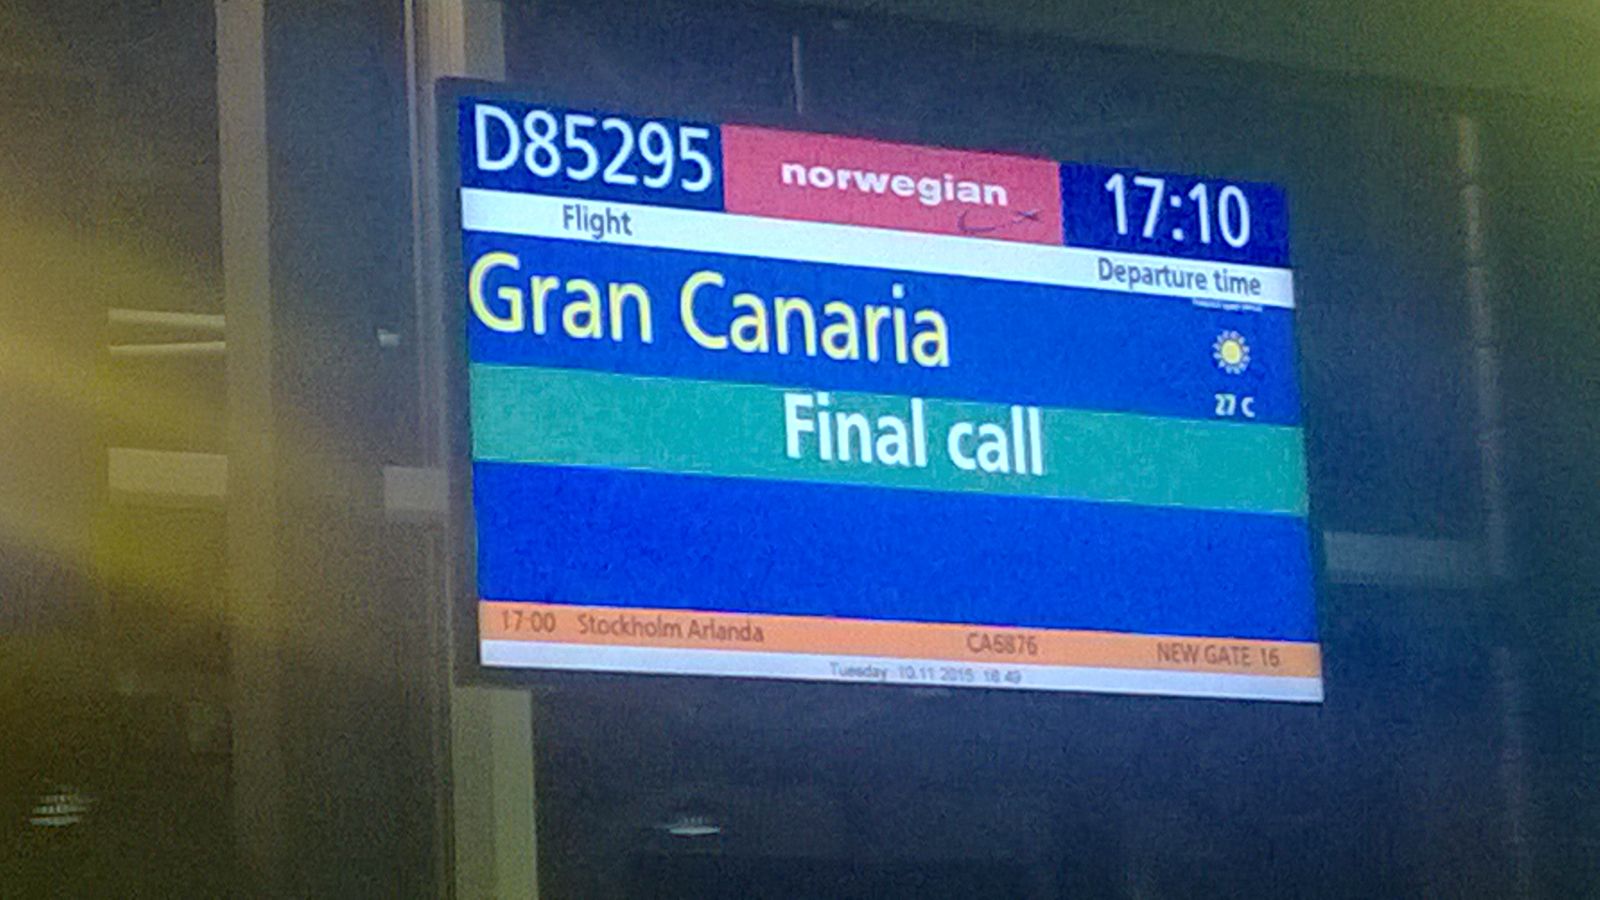 D85295 norwegian 17:10
Flight Departure time
Gran Canaria
27 C
Final call
17:00 Stockholm Arlanda CA6876 NEW GATE 16
Tuesday 10.11.2015 16:49